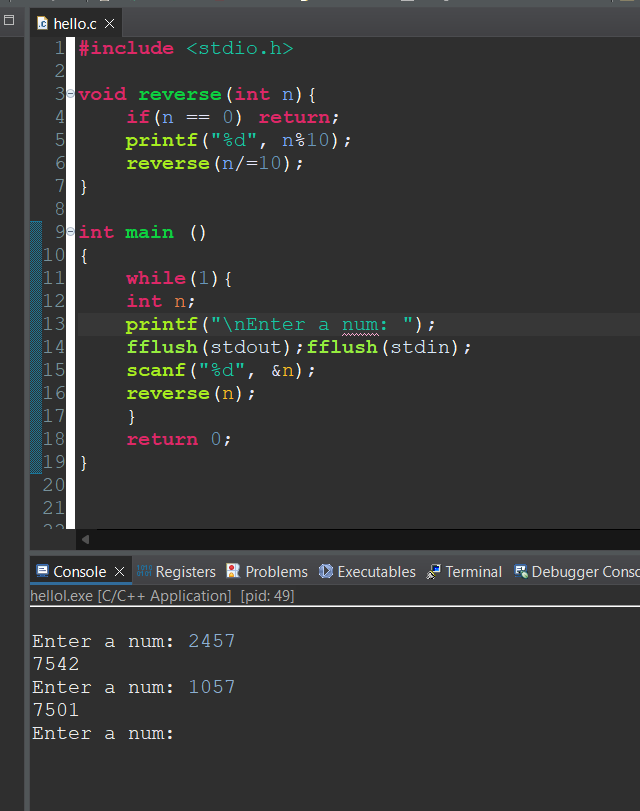 hello.c
1 #include <stdio.h>
2
3 void reverse(int n){
4 if(n == 0) return;
5 printf("%d", n%10);
6 reverse(n/=10);
7 }
8
9 int main ()
10 {
11 while(1){
12 int n;
13 printf("\nEnter a num: ");
14 fflush(stdout);fflush(stdin);
15 scanf("%d", &n);
16 reverse(n);
17 }
18 return 0;
19 }
20
21
Console Registers Problems Executables Terminal Debugger Conso
hellol.exe [C/C++ Application] [pid: 49]
Enter a num: 2457
7542
Enter a num: 1057
7501
Enter a num: